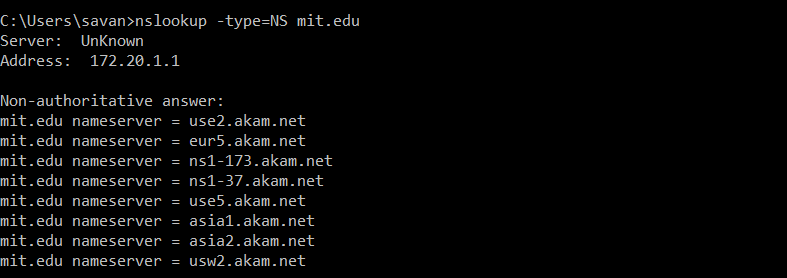 C:\Users\savan>nslookup -type=NS mit.edu
Server:  UnKnown
Address:  172.20.1.1

Non-authoritative answer:
mit.edu nameserver = use2.akam.net
mit.edu nameserver = eur5.akam.net
mit.edu nameserver = ns1-173.akam.net
mit.edu nameserver = ns1-37.akam.net
mit.edu nameserver = use5.akam.net
mit.edu nameserver = asia1.akam.net
mit.edu nameserver = asia2.akam.net
mit.edu nameserver = usw2.akam.net